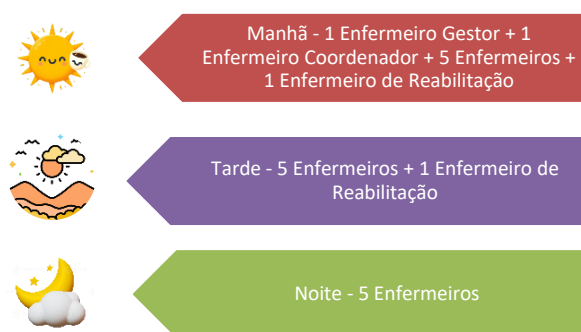 Manhã - 1 Enfermeiro Gestor + 1
Enfermeiro Coordenador + 5 Enfermeiros +
1 Enfermeiro de Reabilitação
Tarde - 5 Enfermeiros + 1 Enfermeiro de
Reabilitação
Noite - 5 Enfermeiros